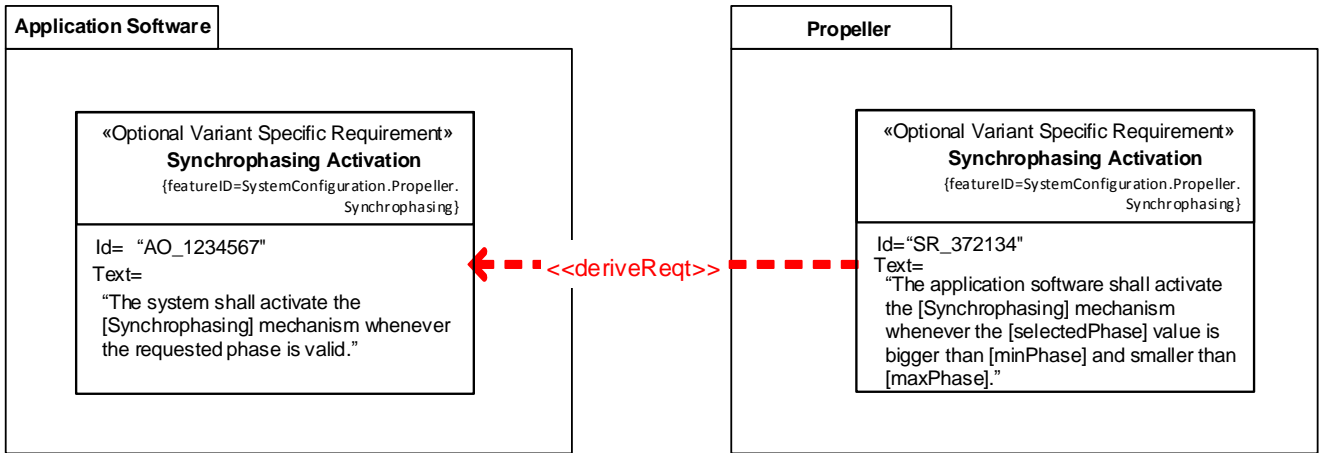 Application Software
«Optional Variant Specific Requirement»
Synchrophasing Activation
{featureID=SystemConfiguration.Propeller.
Synchrophasing}
Id= “AO_1234567"
Text=
“The system shall activate the
[Synchrophasing] mechanism whenever
the requested phase is valid.”
<<deriveReqt>>
Propeller
«Optional Variant Specific Requirement»
Synchrophasing Activation
{featureID=SystemConfiguration.Propeller.
Synchrophasing}
Id=“SR_372134"
Text=
“The application software shall activate
the [Synchrophasing] mechanism
whenever the [selectedPhase] value is
bigger than [minPhase] and smaller than
[maxPhase].”